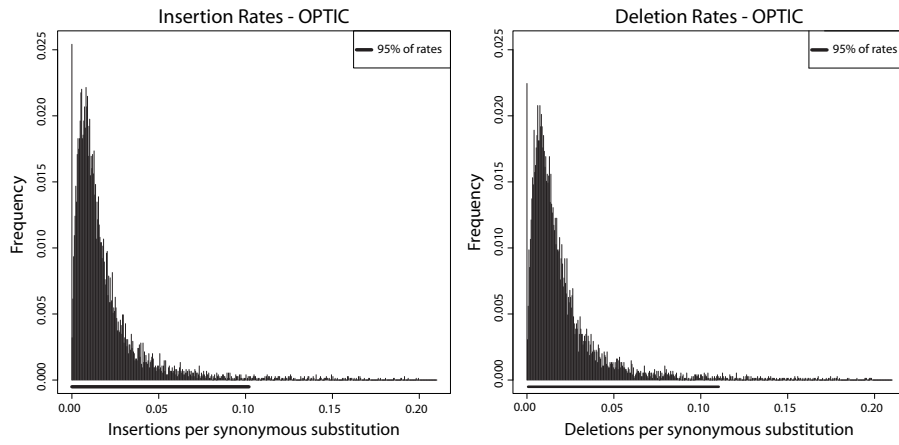 Insertion Rates - OPTIC
95% of rates
Frequency
0.025
0.020
0.015
0.010
0.005
0.000
0.00 0.05 0.10 0.15 0.20
Insertions per synonymous substitution
Deletion Rates - OPTIC
95% of rates
Frequency
0.025
0.020
0.015
0.010
0.005
0.000
0.00 0.05 0.10 0.15 0.20
Deletions per synonymous substitution